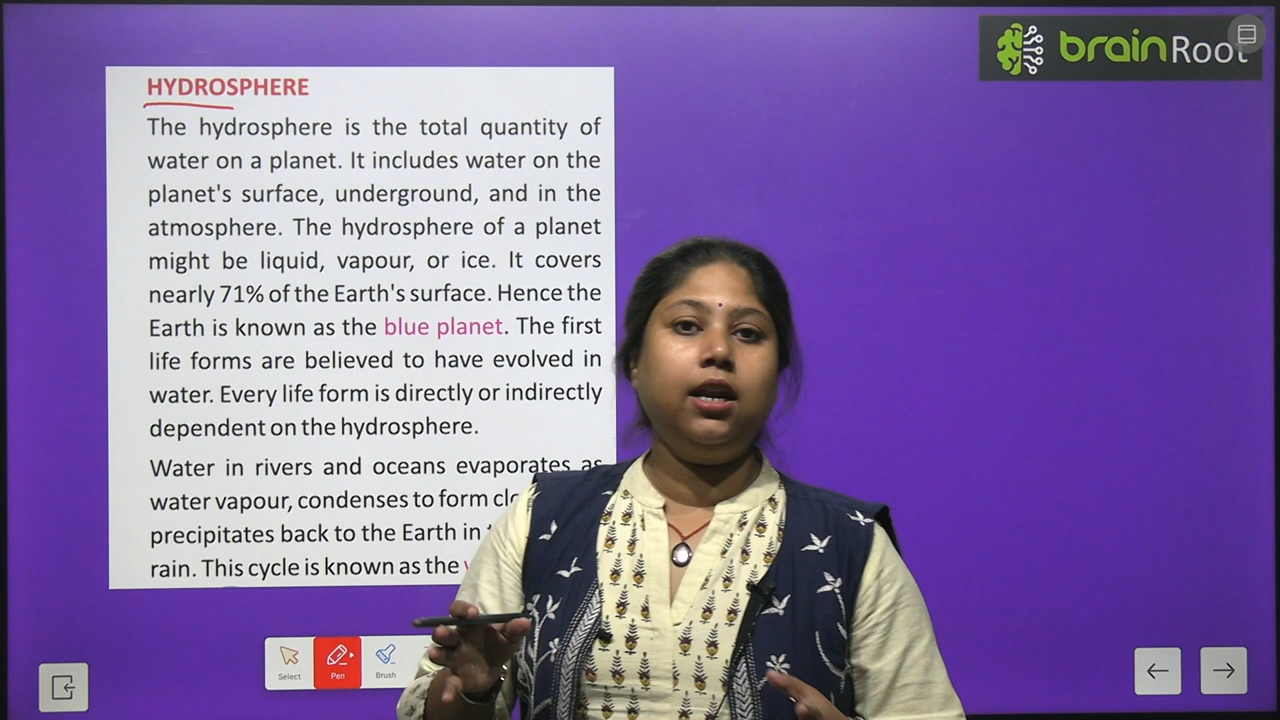 brainRoot
HYDROSPHERE
The hydrosphere is the total quantity of
water on a planet. It includes water on the
planet's surface, underground, and in the
atmosphere. The hydrosphere of a planet
might be liquid, vapour, or ice. It covers
nearly 71% of the Earth's surface. Hence the
Earth is known as the blue planet. The first
life forms are believed to have evolved in
water. Every life form is directly or indirectly
dependent on the hydrosphere.
Water in rivers and oceans evaporates as
water vapour, condenses to form
precipitates back to the Earth in
rain. This cycle is known as the
Select
Pen
Brush